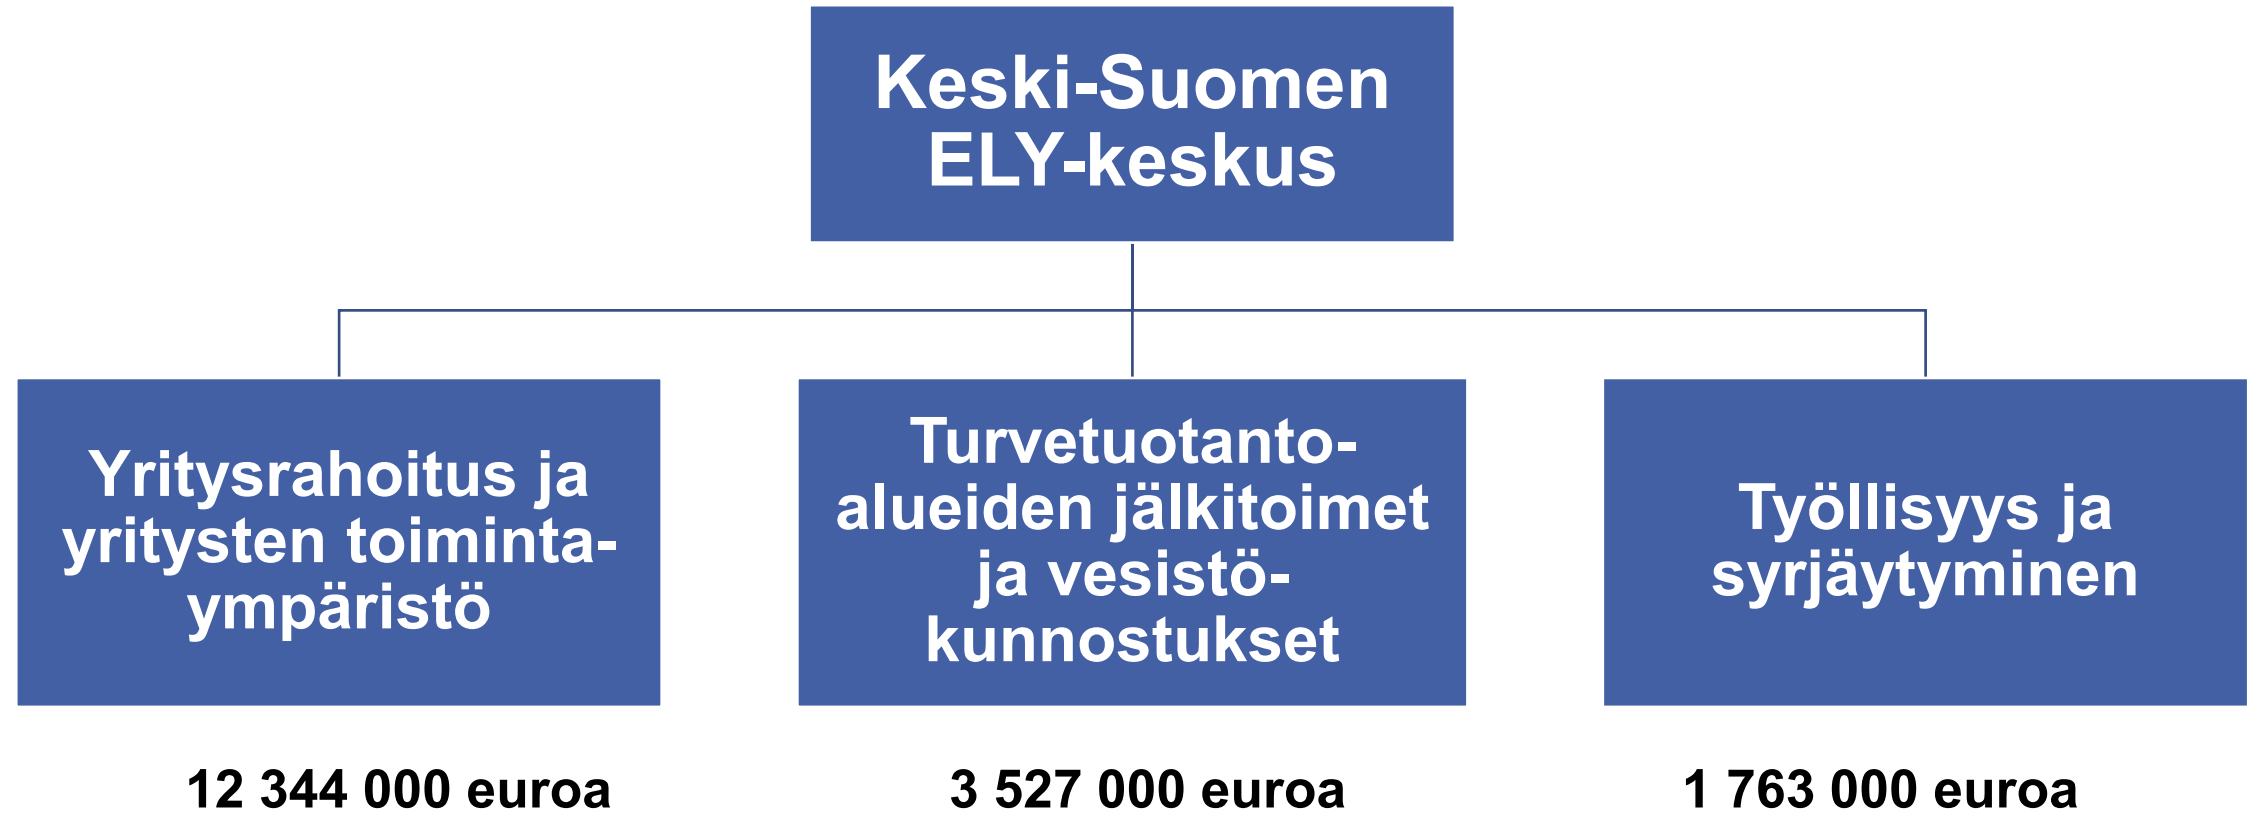 Keski-Suomen
ELY-keskus
Yritysrahoitus ja
yritysten toiminta-
ympäristö
Turvetuotanto-
alueiden jälkitoimet
ja vesistö-
kunnostukset
Työllisyys ja
syrjäytyminen
12 344 000 euroa
3 527 000 euroa
1 763 000 euroa